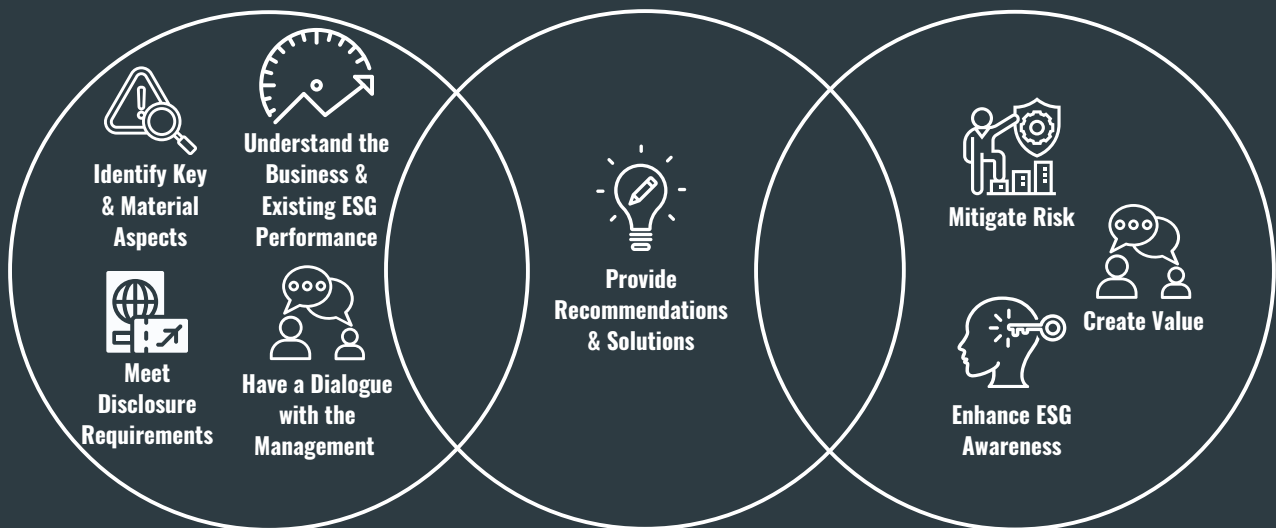 Identify Key
& Material
Aspects
Understand the
Business &
Existing ESG
Performance
Meet
Disclosure
Requirements
Have a Dialogue
with the
Management
Provide
Recommendations
& Solutions
Mitigate Risk
Create Value
Enhance ESG
Awareness